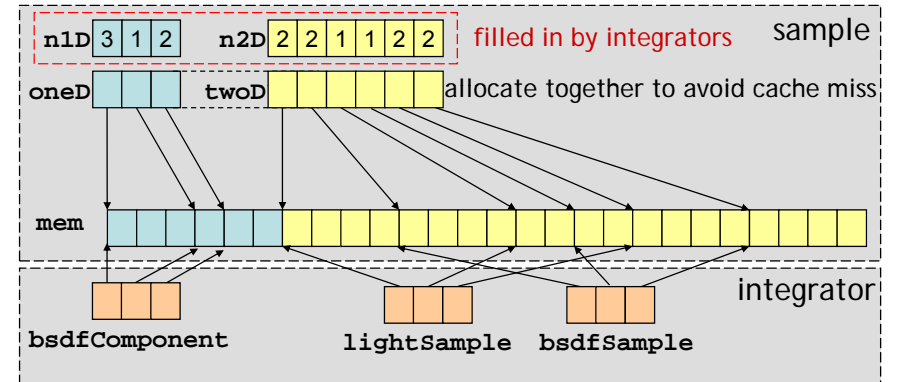 n1D 3 1 2 n2D 2 2 1 1 2 2 filled in by integrators sample
oneD twoD allocate together to avoid cache miss
mem
integrator
bsdfComponent lightSample bsdfSample